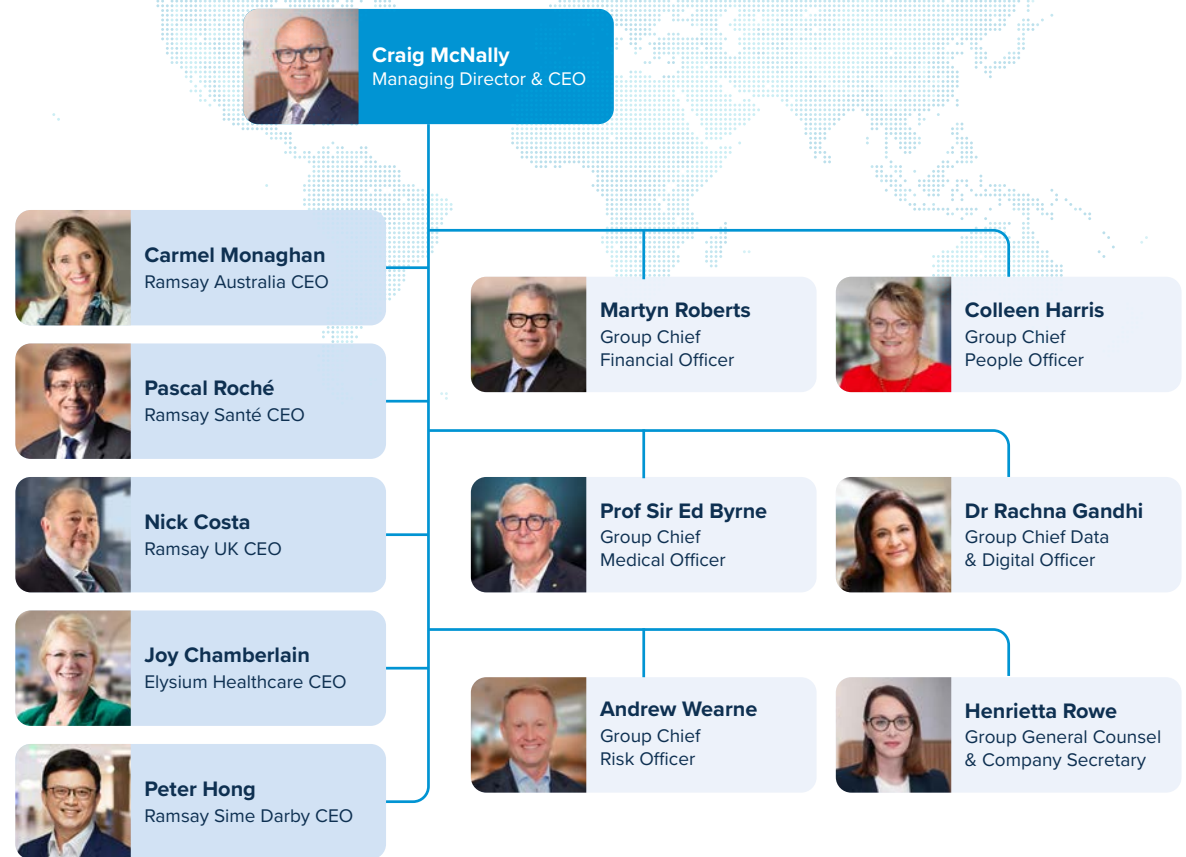 Craig McNally
Managing Director & CEO
Carmel Monaghan
Ramsay Australia CEO
Pascal Roché
Ramsay Santé CEO
Nick Costa
Ramsay UK CEO
Joy Chamberlain
Elysium Healthcare CEO
Peter Hong
Ramsay Sime Darby CEO
Martyn Roberts
Group Chief
Financial Officer
Colleen Harris
Group Chief
People Officer
Prof Sir Ed Byrne
Group Chief
Medical Officer
Dr Rachna Gandhi
Group Chief Data
& Digital Officer
Andrew Wearne
Group Chief
Risk Officer
Henrietta Rowe
Group General Counsel
& Company Secretary